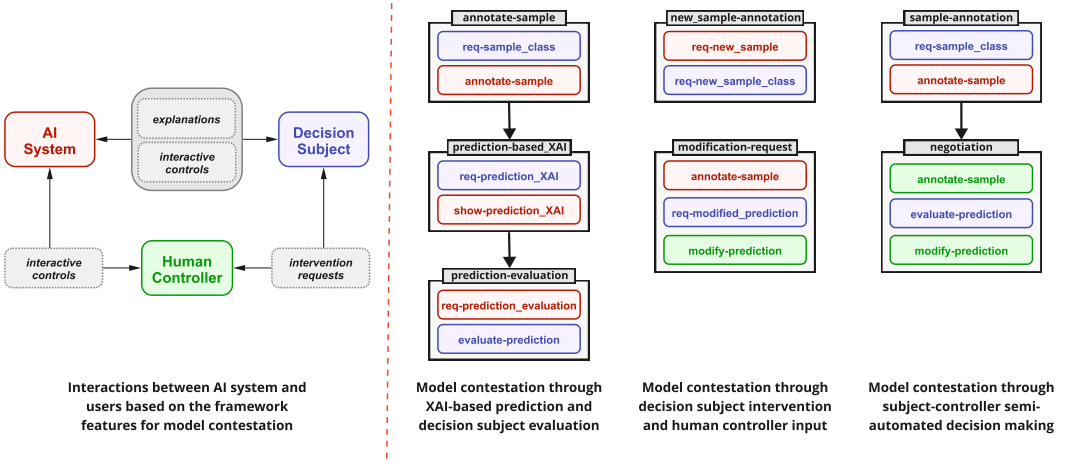 explanations
interactive
controls
AI
System
Decision
Subject
interactive
controls
Human
Controller
intervention
requests
Interactions between AI system and
users based on the framework
features for model contestation
annotate-sample
req-sample_class
annotate-sample
prediction-based_XAI
req-prediction_XAI
show-prediction_XAI
prediction-evaluation
req-prediction_evaluation
evaluate-prediction
Model contestation through
XAI-based prediction and
decision subject evaluation
new_sample-annotation
req-new_sample
req-new_sample_class
modification-request
annotate-sample
req-modified_prediction
modify-prediction
Model contestation through
decision subject intervention
and human controller input
sample-annotation
req-sample_class
annotate-sample
negotiation
annotate-sample
evaluate-prediction
modify-prediction
Model contestation through
subject-controller semi-
automated decision making